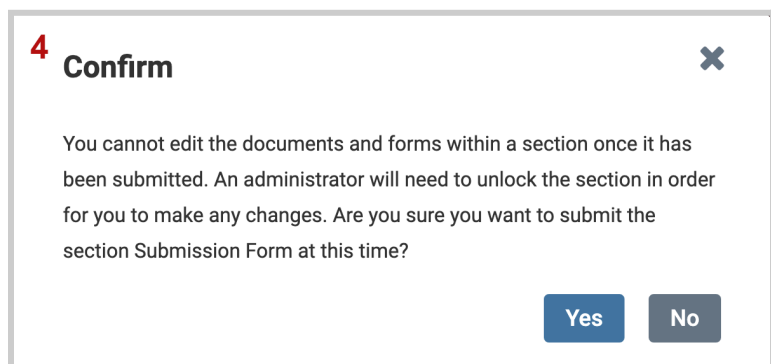 4
Confirm
You cannot edit the documents and forms within a section once it has
been submitted. An administrator will need to unlock the section in order
for you to make any changes. Are you sure you want to submit the
section Submission Form at this time?
Yes No